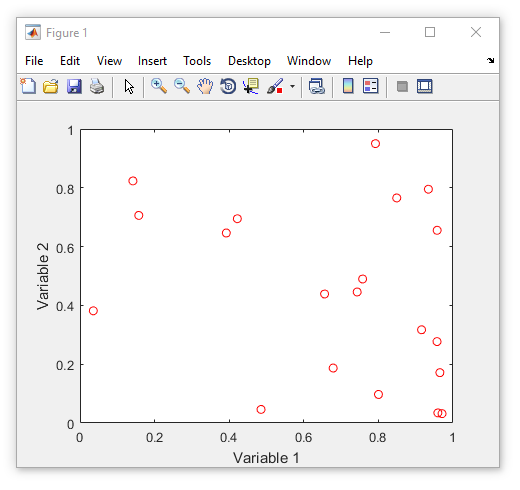 Figure 1
File Edit View Insert Tools Desktop Window Help
1
0.8
0.6
0.4
0.2
0
Variable 2
0 0.2 0.4 0.6 0.8 1
Variable 1